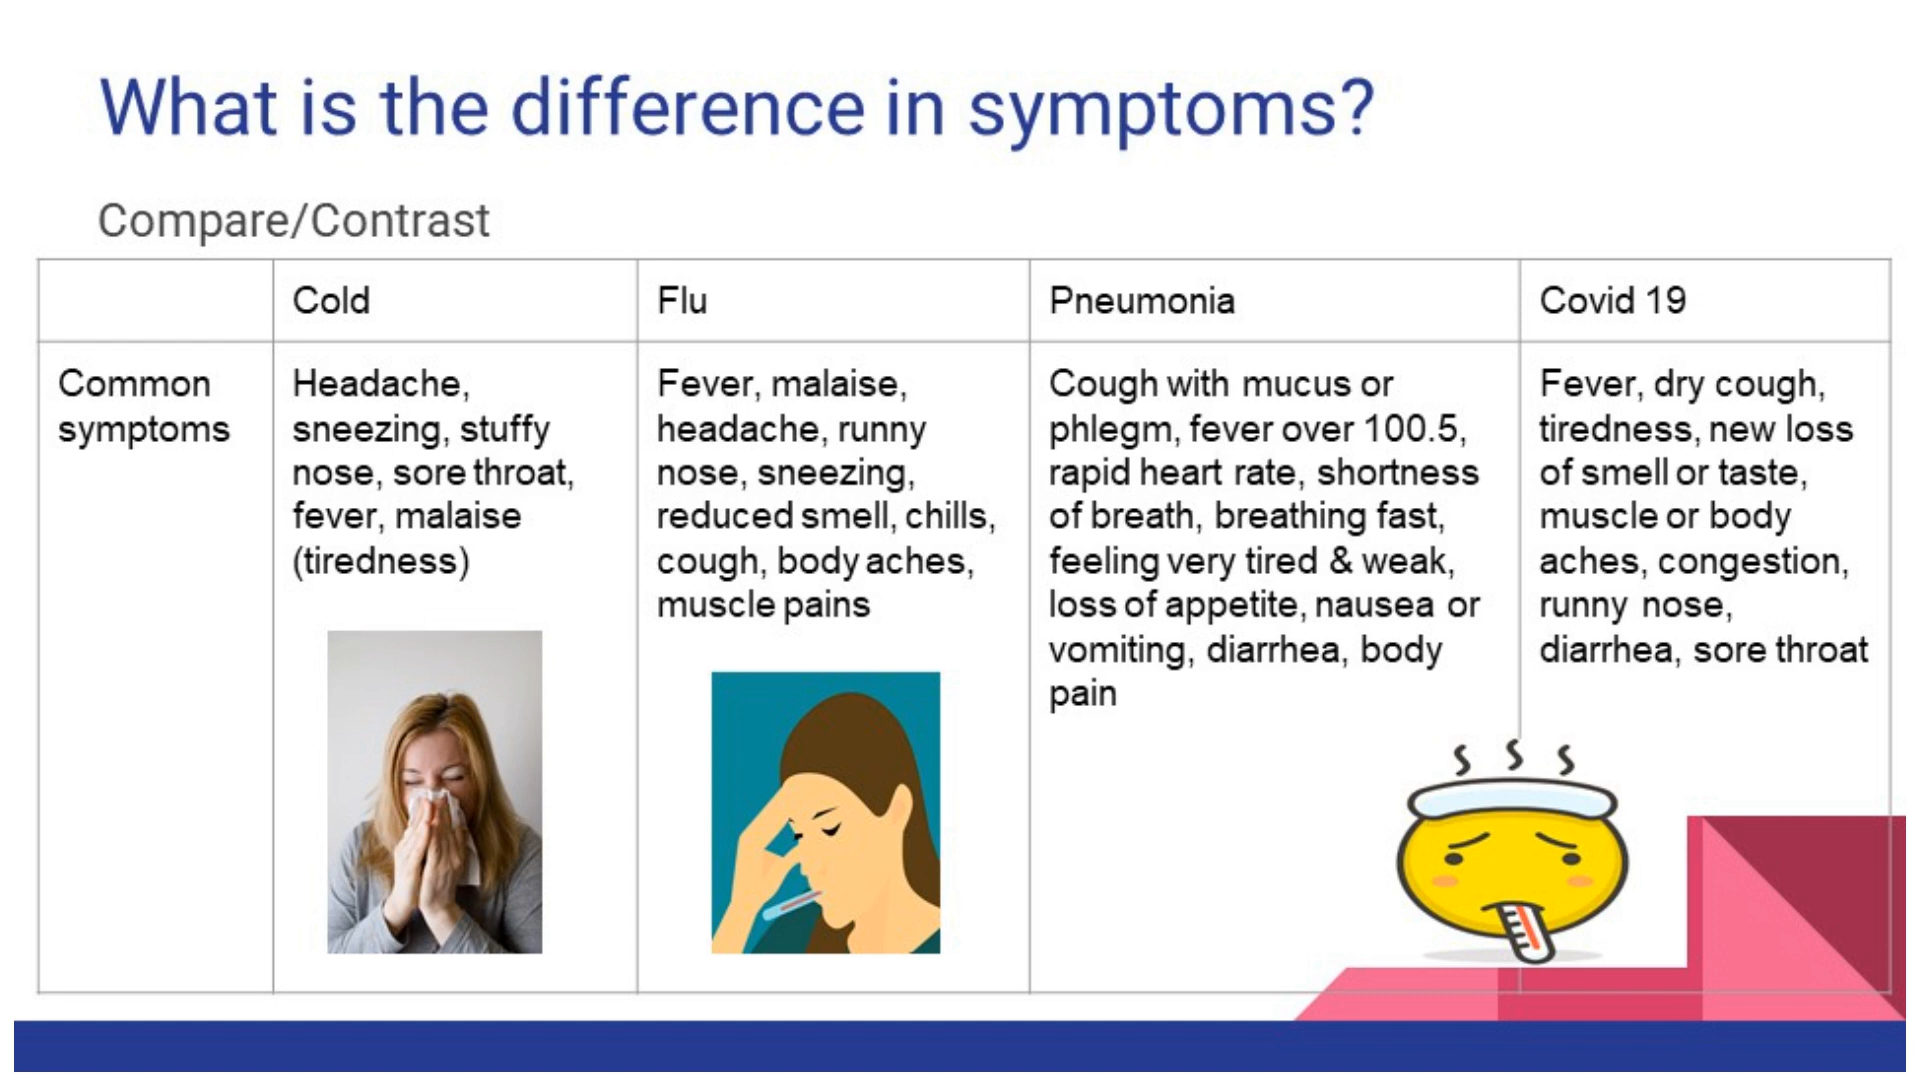 What is the difference in symptoms?
Compare/Contrast
Cold
Flu
Pneumonia
Covid 19
Common
symptoms
Headache,
sneezing, stuffy
nose, sore throat,
fever, malaise
(tiredness)
Fever, malaise,
headache, runny
nose, sneezing,
reduced smell, chills,
cough, body aches,
muscle pains
Cough with mucus or
phlegm, fever over 100.5,
rapid heart rate, shortness
of breath, breathing fast,
feeling very tired & weak,
loss of appetite, nausea or
vomiting, diarrhea, body
pain
Fever, dry cough,
tiredness, new loss
of smell or taste,
muscle or body
aches, congestion,
runny nose,
diarrhea, sore throat